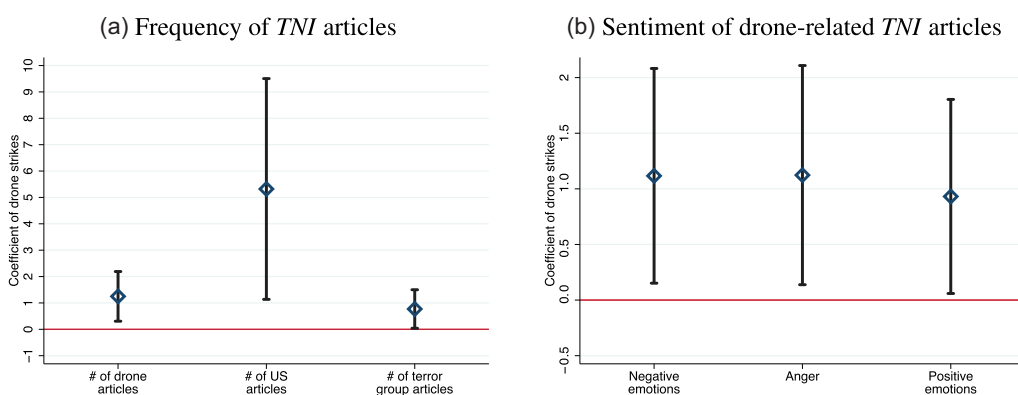 (a) Frequency of TNI articles
Coefficient of drone strikes
10
9
8
7
6
5
4
3
2
1
0
−1
# of drone
articles
# of US
articles
# of terror
group articles
(b) Sentiment of drone-related TNI articles
Coefficient of drone strikes
2
1.5
1.0
0.5
0.0
−0.5
Negative
emotions
Anger
Positive
emotions